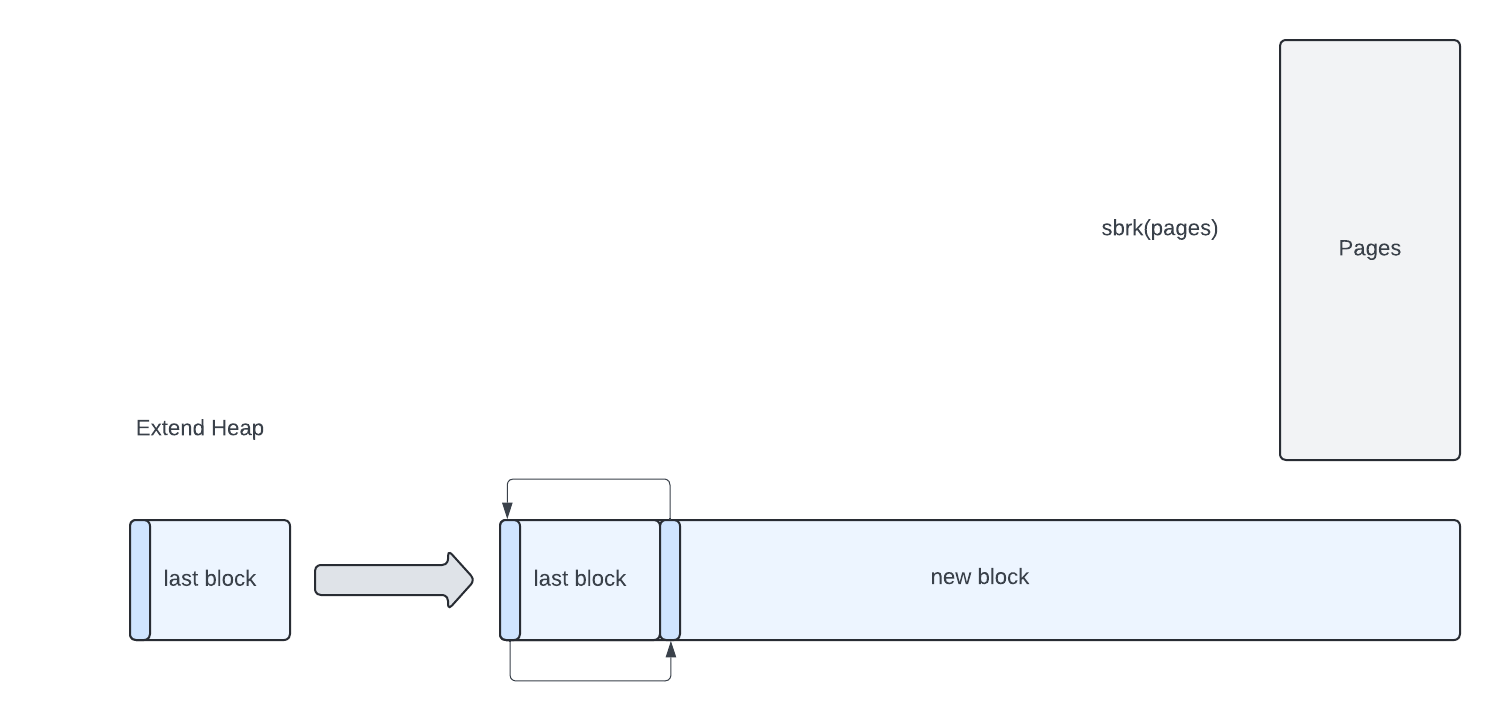 sbrk(pages)
Pages
Extend Heap
last block
last block
new block